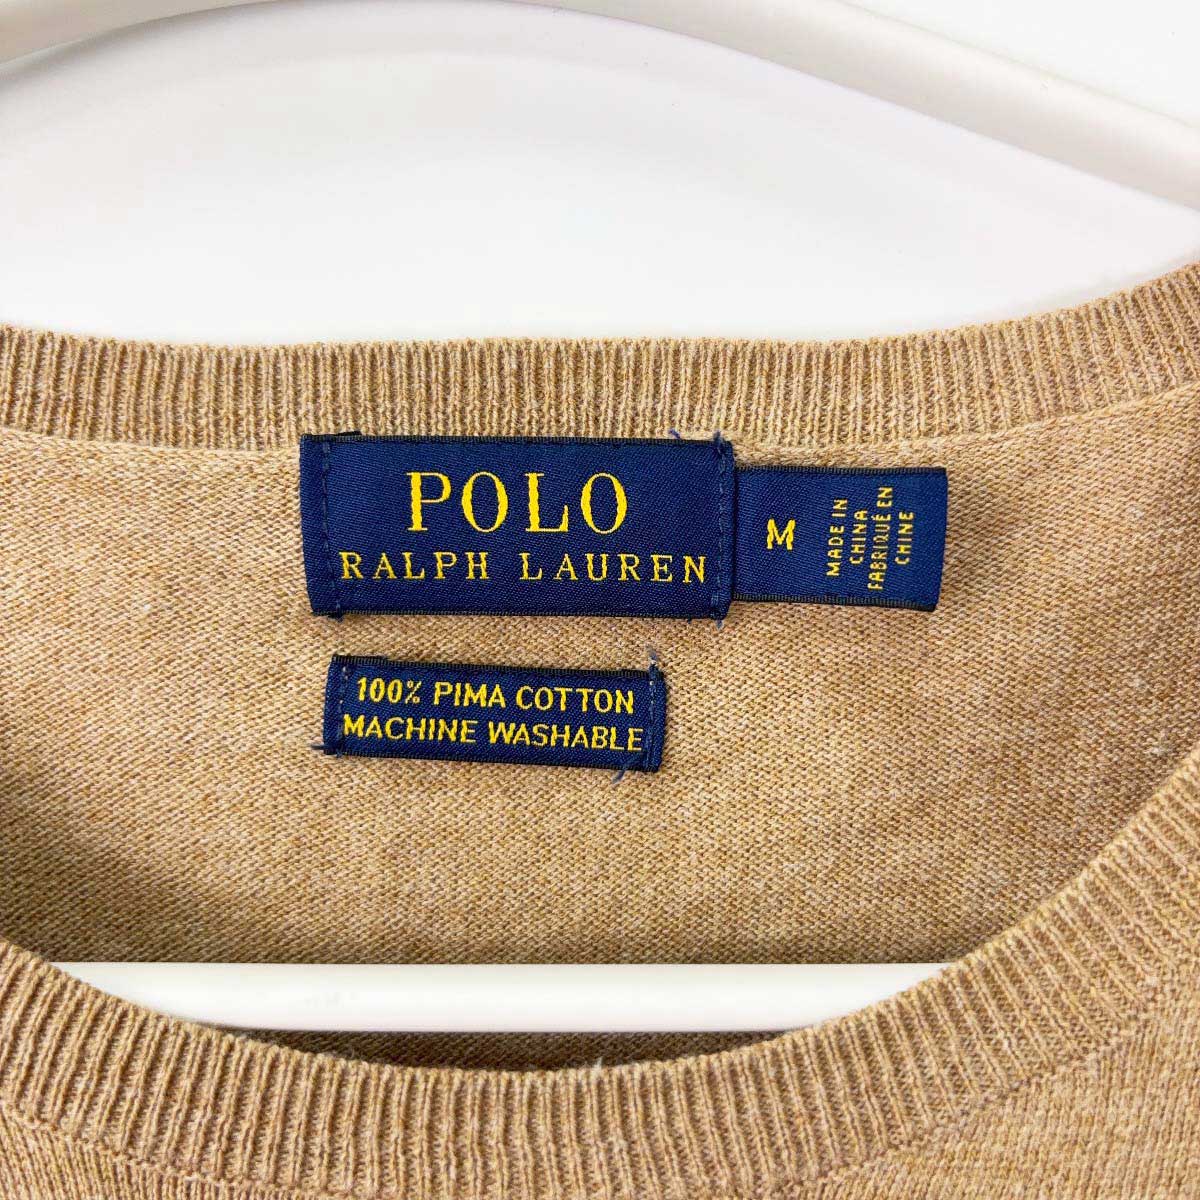 POLO
RALPH LAUREN
M
MADE IN
CHINA
FABRIQUÉ EN
CHINE
100% PIMA COTTON
MACHINE WASHABLE